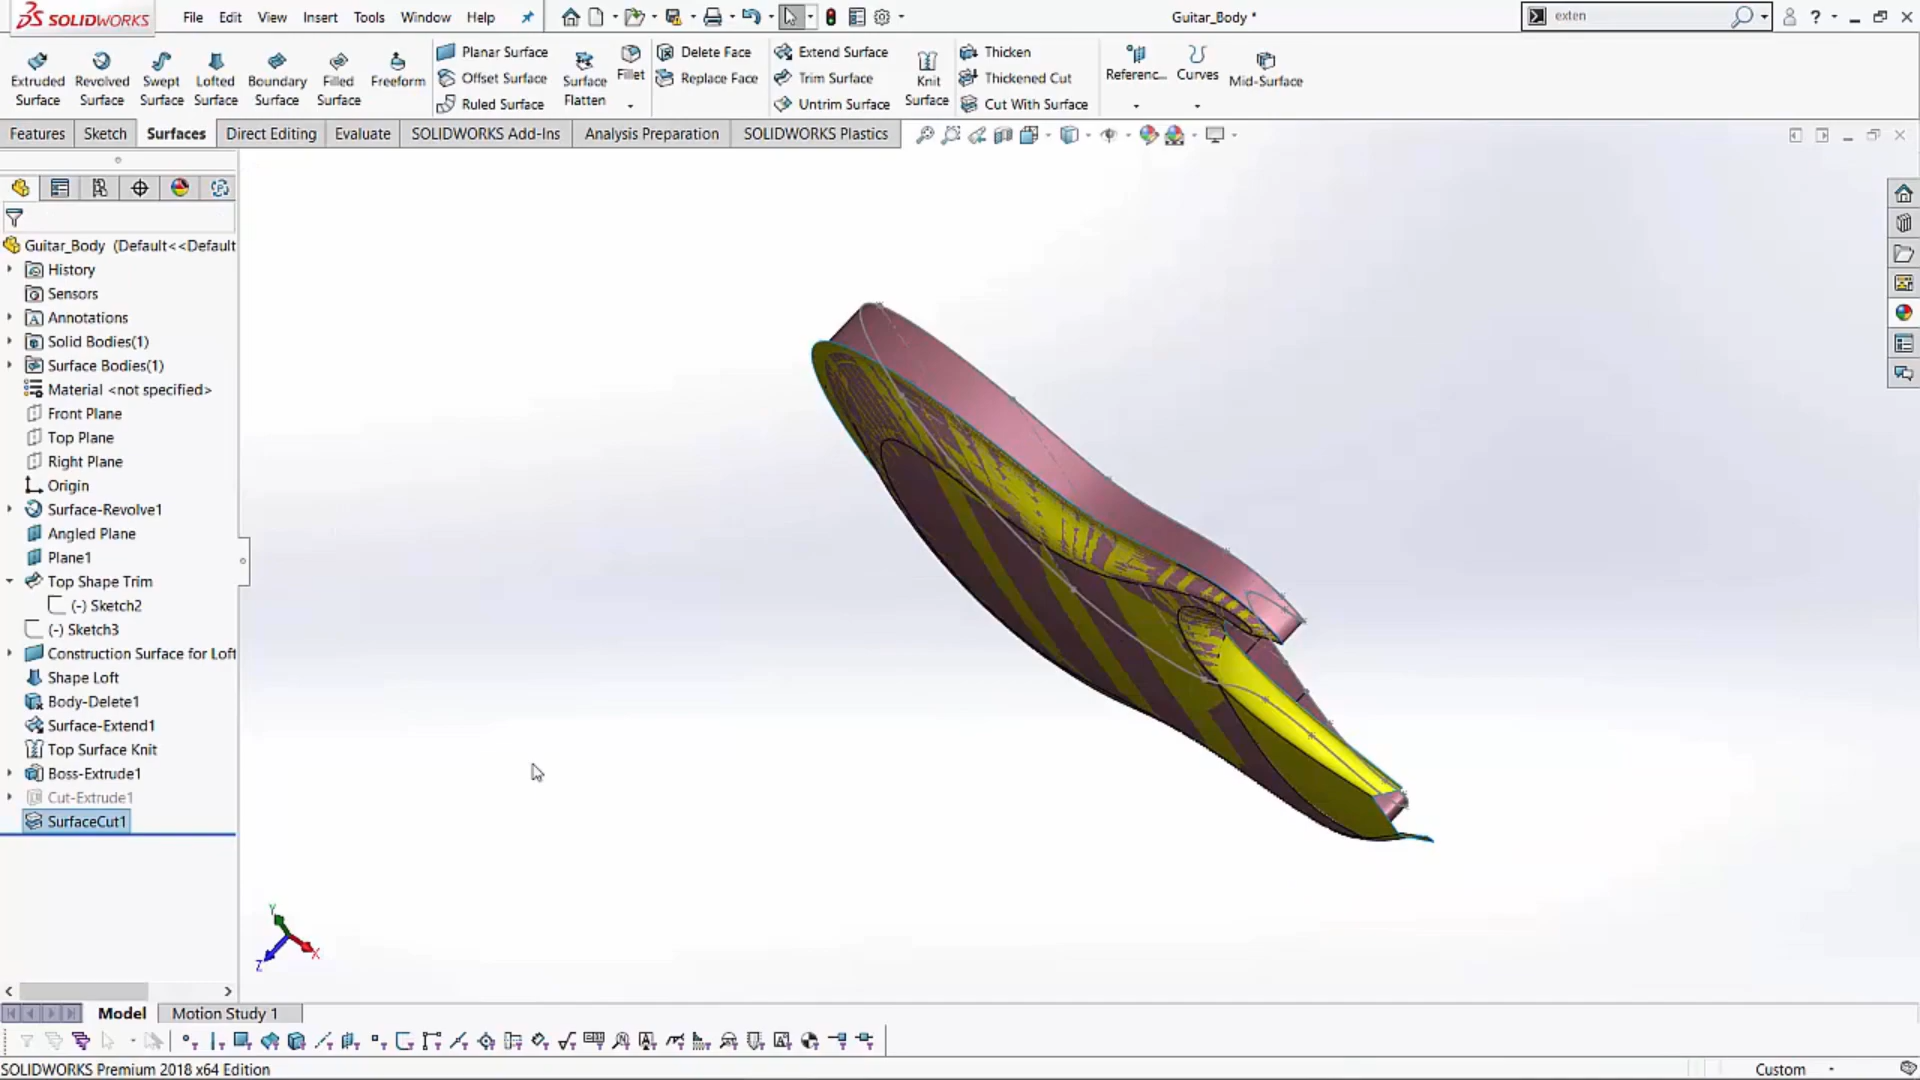 SOLIDWORKS File Edit View Insert Tools Window Help Guitar_Body * exten
Extruded Surface
Revolved Surface
Swept Surface
Lofted Surface
Boundary Surface
Filled Surface
Freeform
Planar Surface
Offset Surface
Ruled Surface
Surface Flatten
Fillet
Delete Face
Replace Face
Extend Surface
Trim Surface
Untrim Surface
Knit Surface
Thicken
Thickened Cut
Cut With Surface
Referenc...
Curves
Mid-Surface
Features Sketch Surfaces Direct Editing Evaluate SOLIDWORKS Add-Ins Analysis Preparation SOLIDWORKS Plastics
Guitar_Body (Default<<Default
History
Sensors
Annotations
Solid Bodies(1)
Surface Bodies(1)
Material <not specified>
Front Plane
Top Plane
Right Plane
Origin
Surface-Revolve1
Angled Plane
Plane1
Top Shape Trim
(-) Sketch2
(-) Sketch3
Construction Surface for Loft
Shape Loft
Body-Delete1
Surface-Extend1
Top Surface Knit
Boss-Extrude1
Cut-Extrude1
SurfaceCut1
Y
X
Z
Model Motion Study 1
SOLIDWORKS Premium 2018 x64 Edition Custom